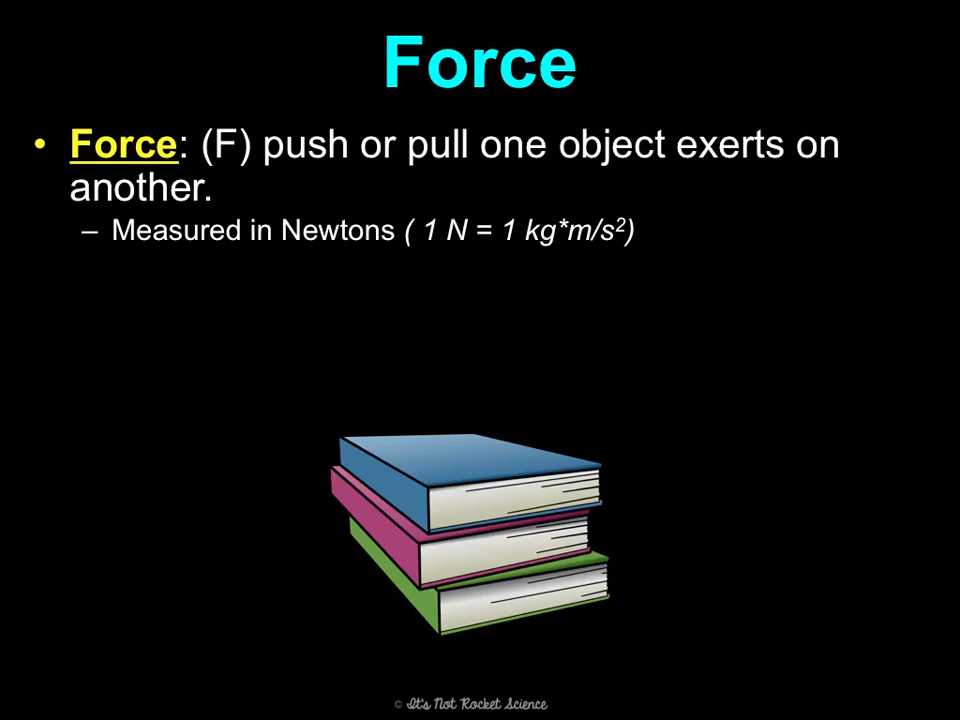 Force
• Force: (F) push or pull one object exerts on
another.
– Measured in Newtons ( 1 N = 1 kg*m/s²)
© It's Not Rocket Science